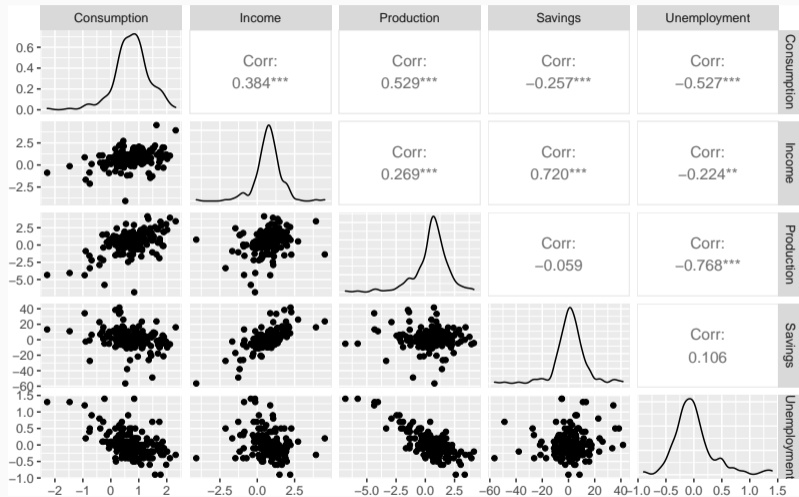 Consumption Income Production Savings Unemployment
0.6
0.4
0.2
0.0
Corr:
0.384***
Corr:
0.529***
Corr:
−0.257***
Corr:
−0.527***
Consumption
2.5
0.0
−2.5
Corr:
0.269***
Corr:
0.720***
Corr:
−0.224**
Income
2.5
0.0
−2.5
−5.0
Corr:
−0.059
Corr:
−0.768***
Production
40
20
0
−20
−40
−60
Corr:
0.106
Savings
1.5
1.0
0.5
0.0
−0.5
−1.0
Unemployment
−2 −1 0 1 2 −2.5 0.0 2.5 −5.0 −2.5 0.0 2.5 −60 −40 −20 0 20 40 −1.0 −0.5 0.0 0.5 1.0 1.5